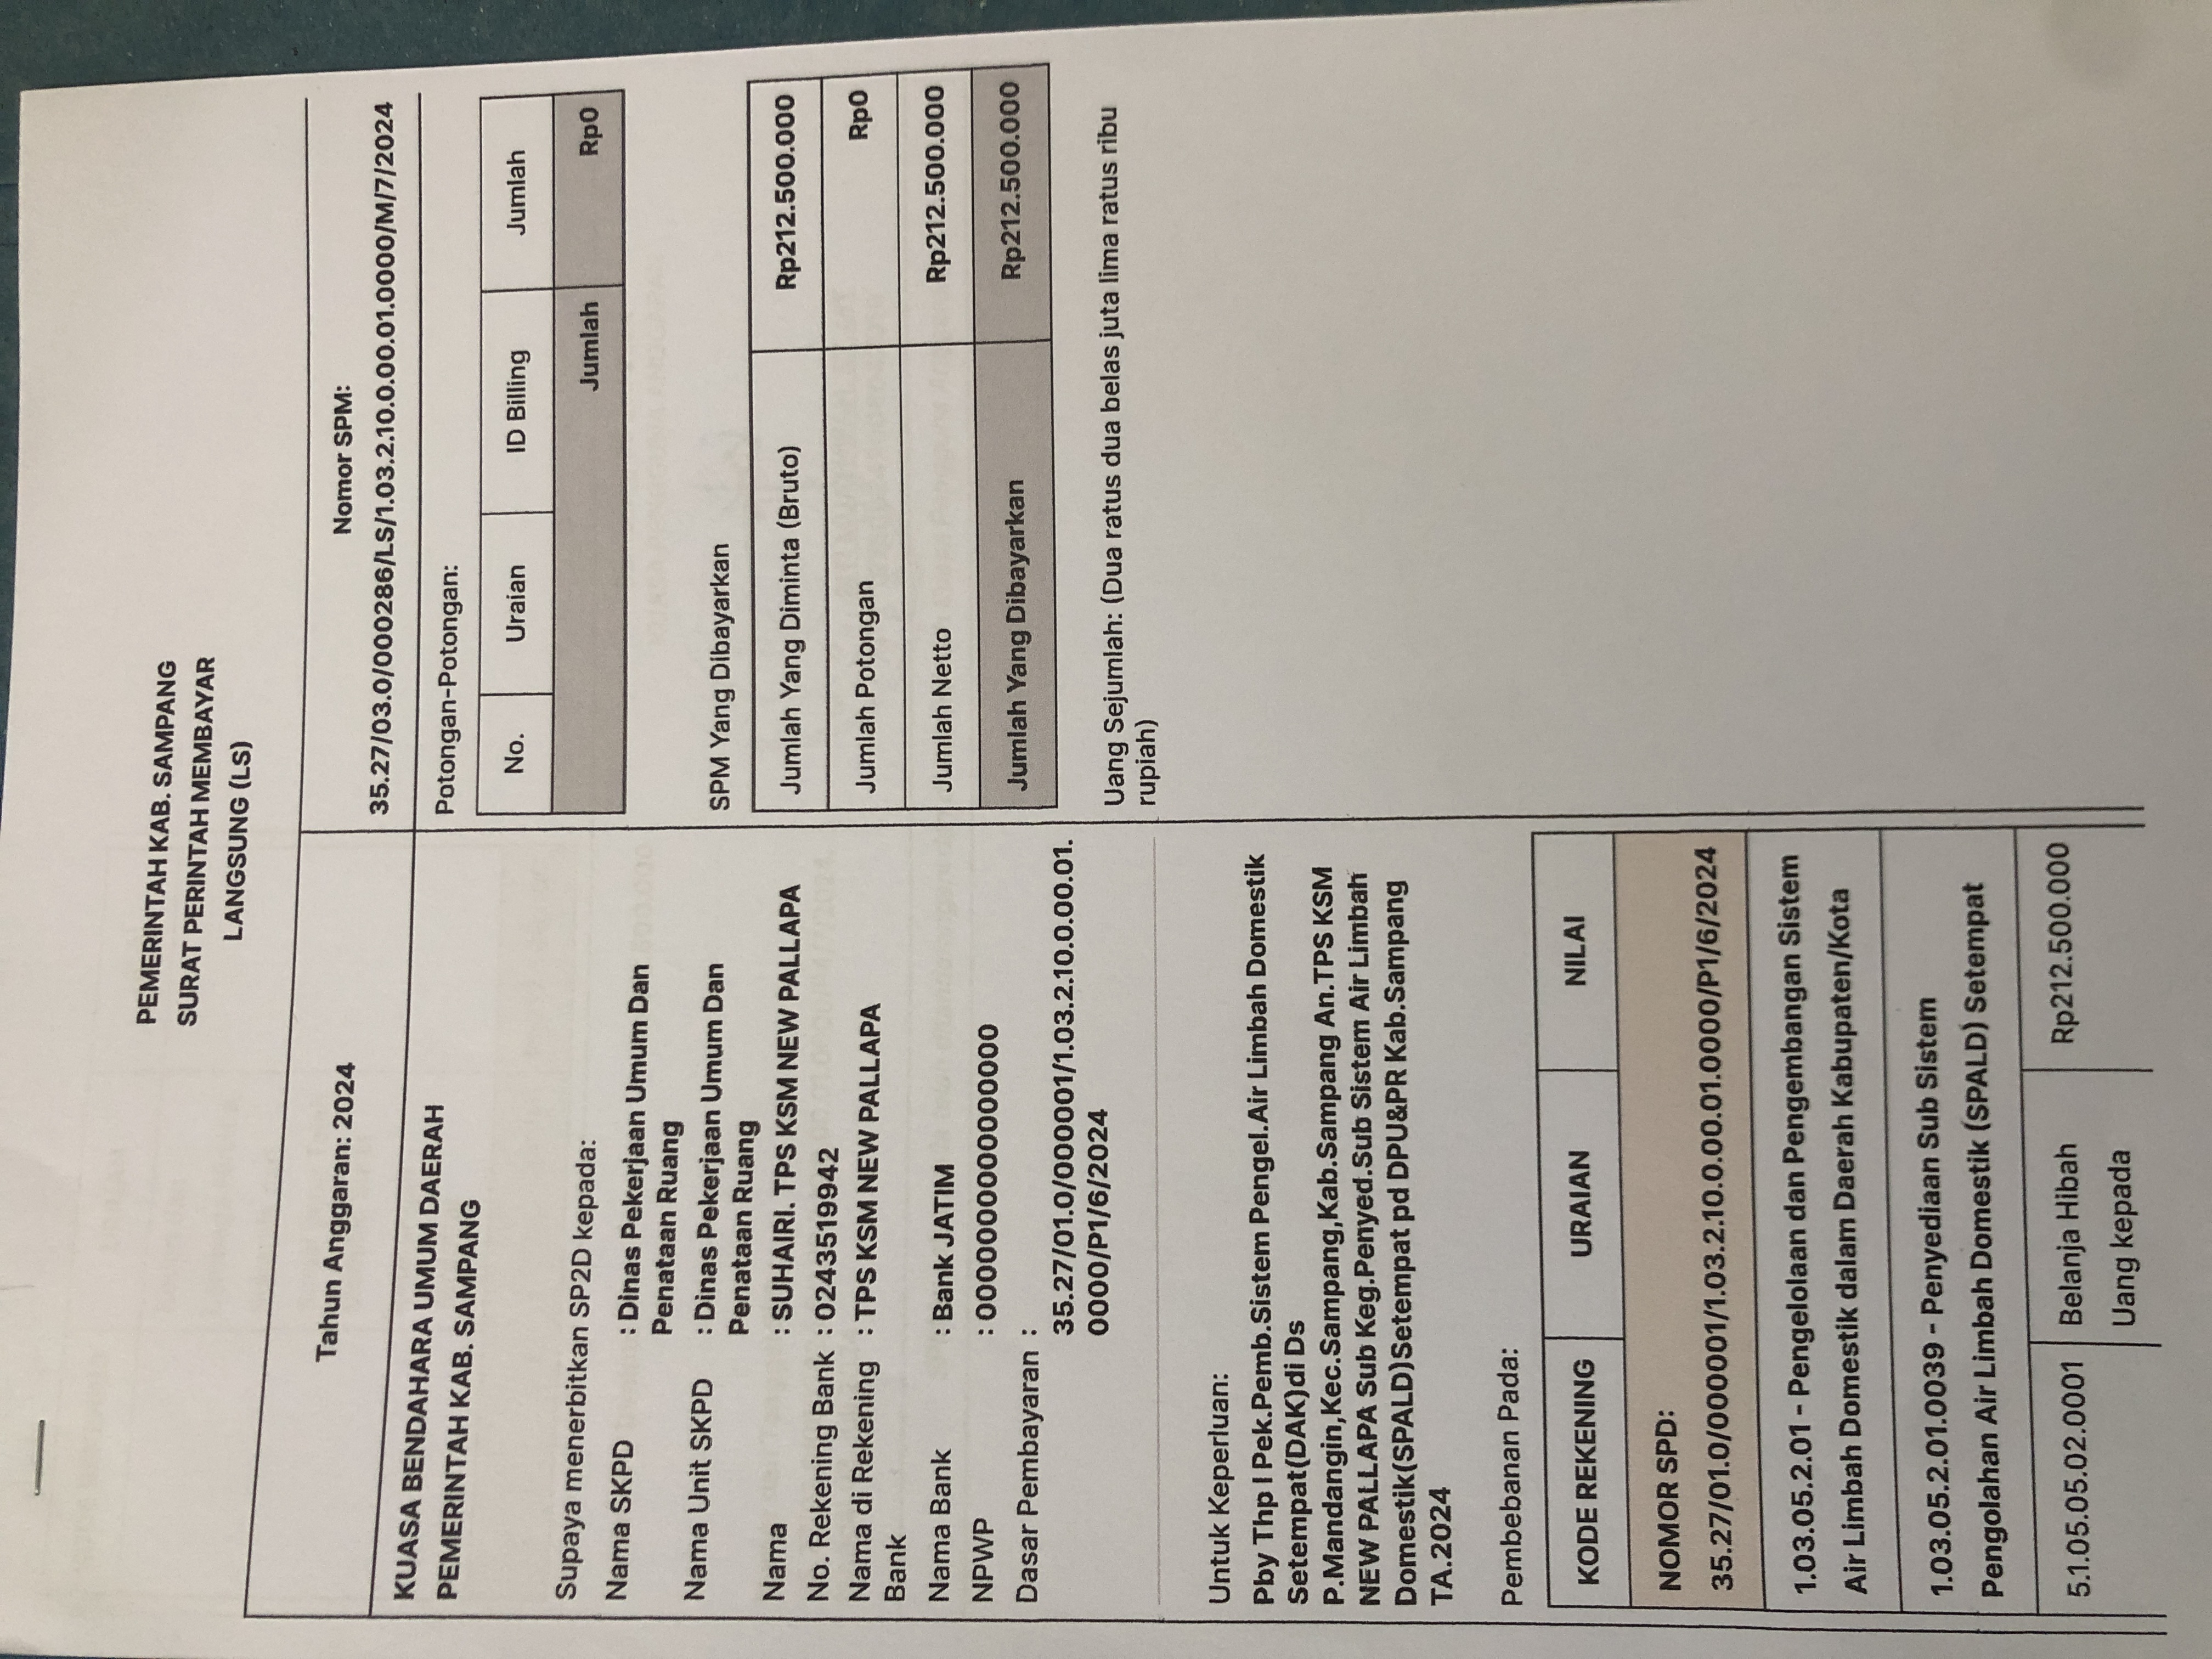 PEMERINTAH KAB. SAMPANG
SURAT PERINTAH MEMBAYAR
LANGSUNG (LS)
Tahun Anggaran: 2024
Nomor SPM:
35.27/03.0/000286/LS/1.03.2.10.0.00.01.0000/M/7/2024
KUASA BENDAHARA UMUM DAERAH
PEMERINTAH KAB. SAMPANG
Supaya menerbitkan SP2D kepada:
Nama SKPD : Dinas Pekerjaan Umum Dan
Penataan Ruang
Nama Unit SKPD : Dinas Pekerjaan Umum Dan
Penataan Ruang
Nama : SUHAIRI. TPS KSM NEW PALLAPA
No. Rekening Bank : 0243519942
Nama di Rekening : TPS KSM NEW PALLAPA
Bank
Nama Bank : Bank JATIM
NPWP : 0000000000000000
Dasar Pembayaran :
35.27/01.0/000001/1.03.2.10.0.00.01.
0000/P1/6/2024
Untuk Keperluan:
Pby Thp I Pek.Pemb.Sistem Pengel.Air Limbah Domestik
Setempat(DAK)di Ds
P.Mandangin,Kec.Sampang,Kab.Sampang An.TPS KSM
NEW PALLAPA Sub Keg.Penyed.Sub Sistem Air Limbah
Domestik(SPALD)Setempat pd DPU&PR Kab.Sampang
TA.2024
Pembebanan Pada:
KODE REKENING URAIAN NILAI
NOMOR SPD:
35.27/01.0/000001/1.03.2.10.0.00.01.0000/P1/6/2024
1.03.05.2.01 - Pengelolaan dan Pengembangan Sistem
Air Limbah Domestik dalam Daerah Kabupaten/Kota
1.03.05.2.01.0039 - Penyediaan Sub Sistem
Pengolahan Air Limbah Domestik (SPALD) Setempat
5.1.05.05.02.0001 Belanja Hibah Rp212.500.000
Uang kepada
Potongan-Potongan:
No. Uraian ID Billing Jumlah
Jumlah Rp0
SPM Yang Dibayarkan
Jumlah Yang Diminta (Bruto) Rp212.500.000
Jumlah Potongan Rp0
Jumlah Netto Rp212.500.000
Jumlah Yang Dibayarkan Rp212.500.000
Uang Sejumlah: (Dua ratus dua belas juta lima ratus ribu
rupiah)